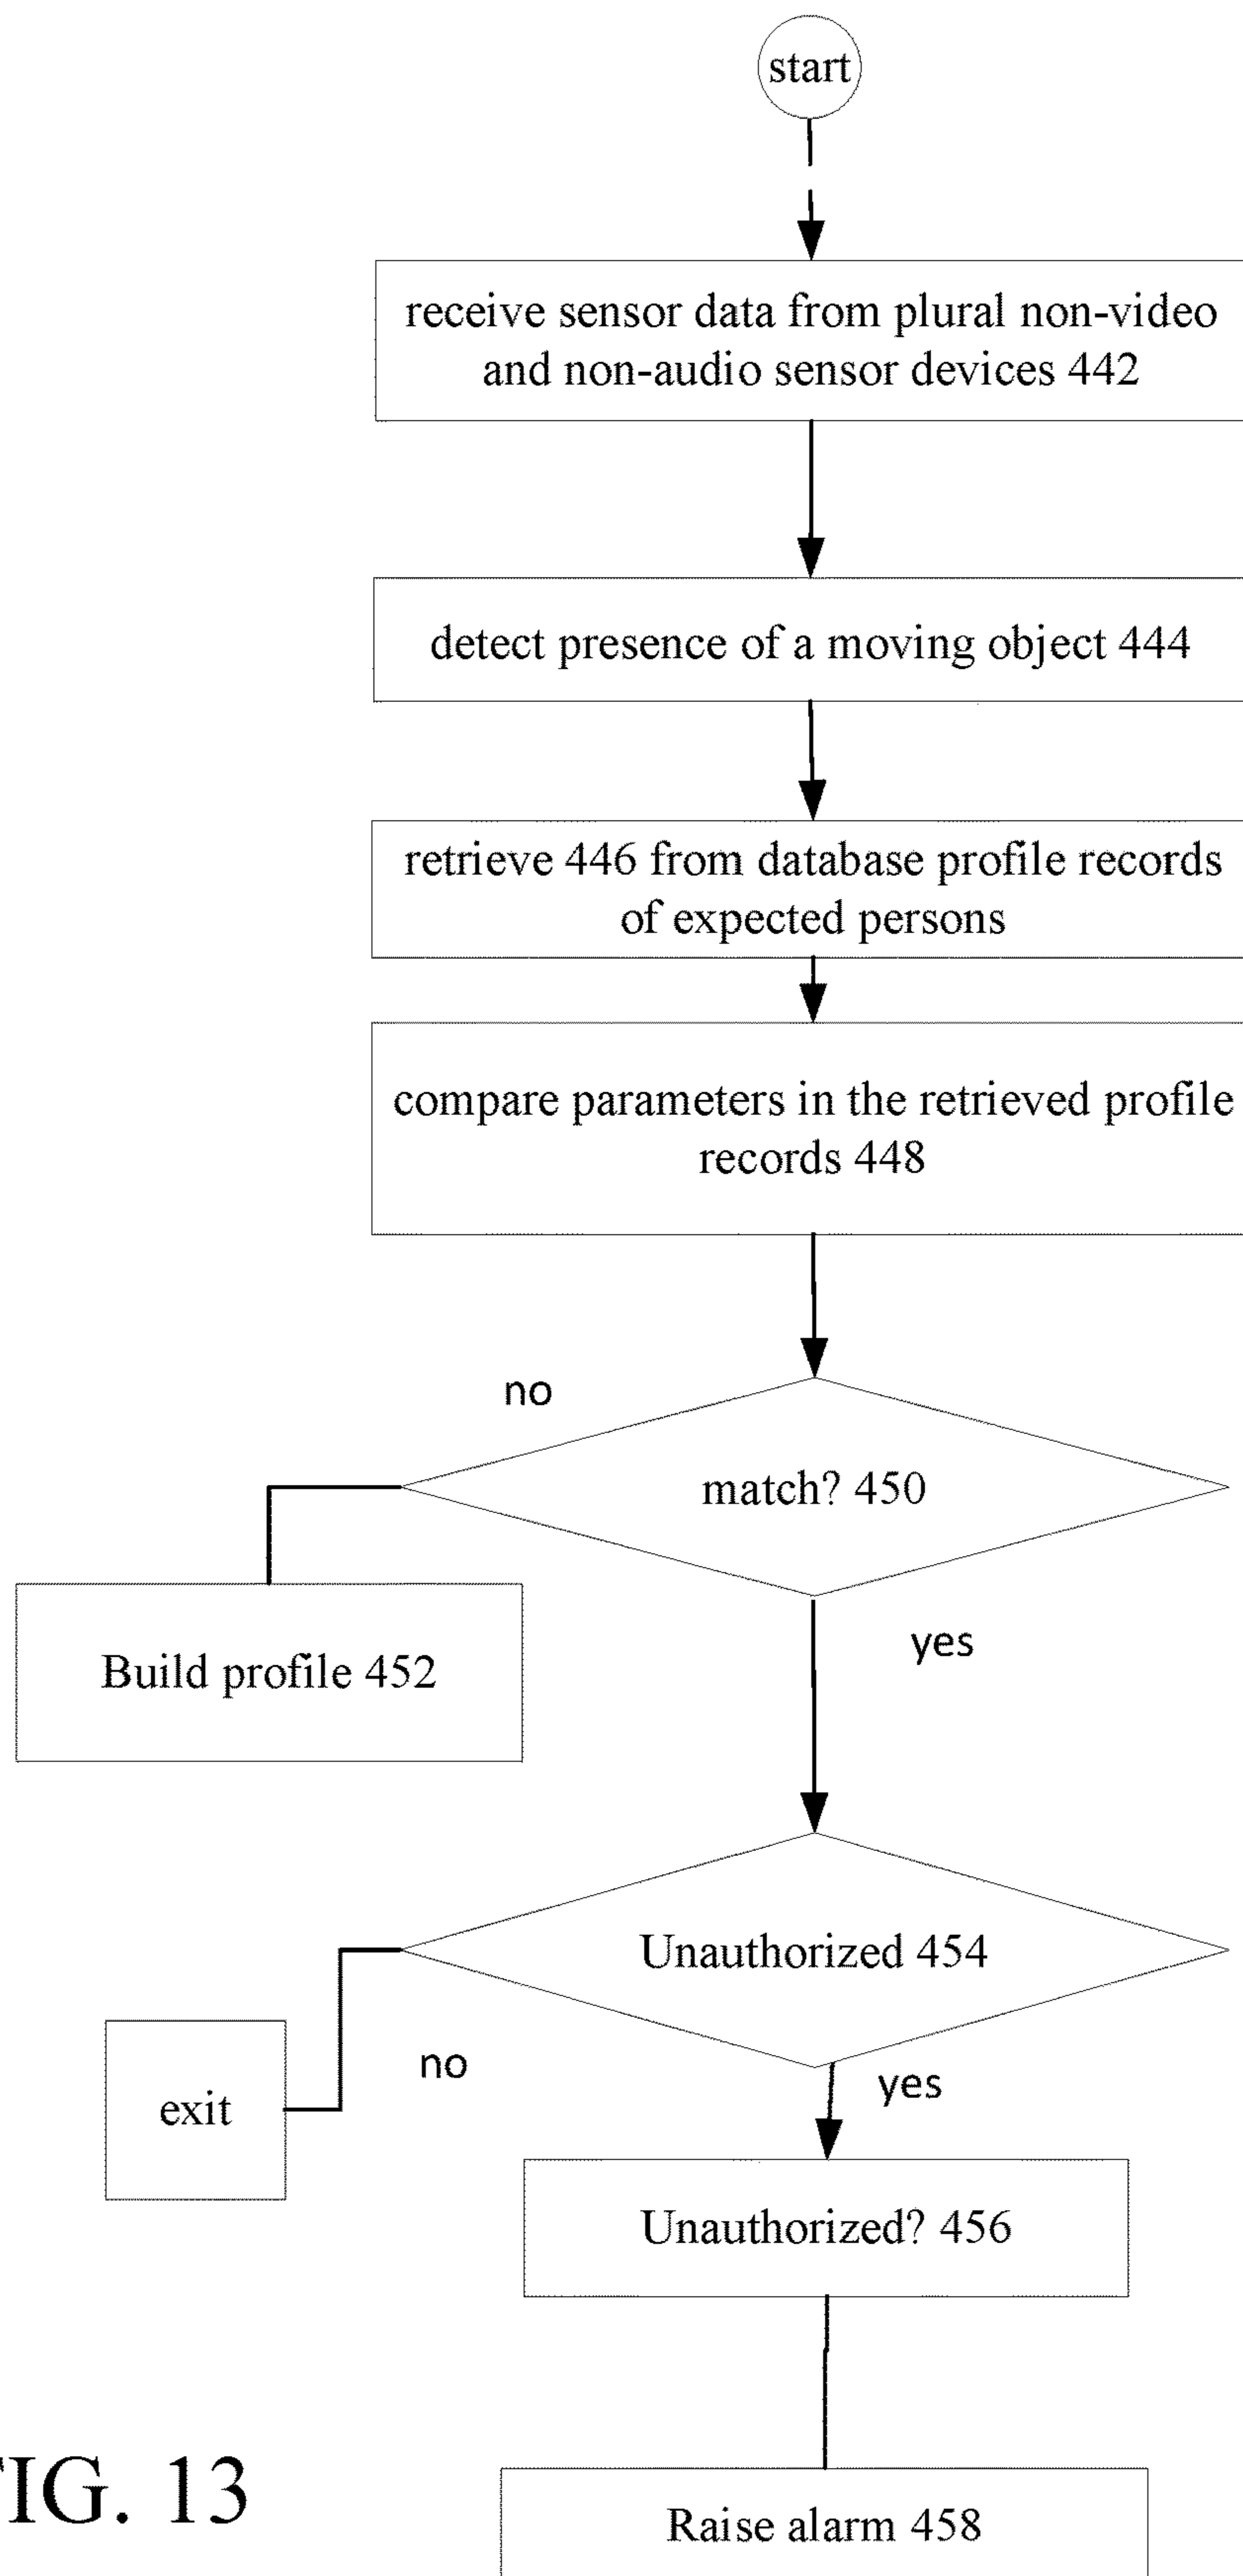 start
receive sensor data from plural non-video
and non-audio sensor devices 442
detect presence of a moving object 444
retrieve 446 from database profile records
of expected persons
compare parameters in the retrieved profile
records 448
no
match? 450
yes
Build profile 452
Unauthorized 454
no
yes
exit
Unauthorized? 456
IG. 13
Raise alarm 458